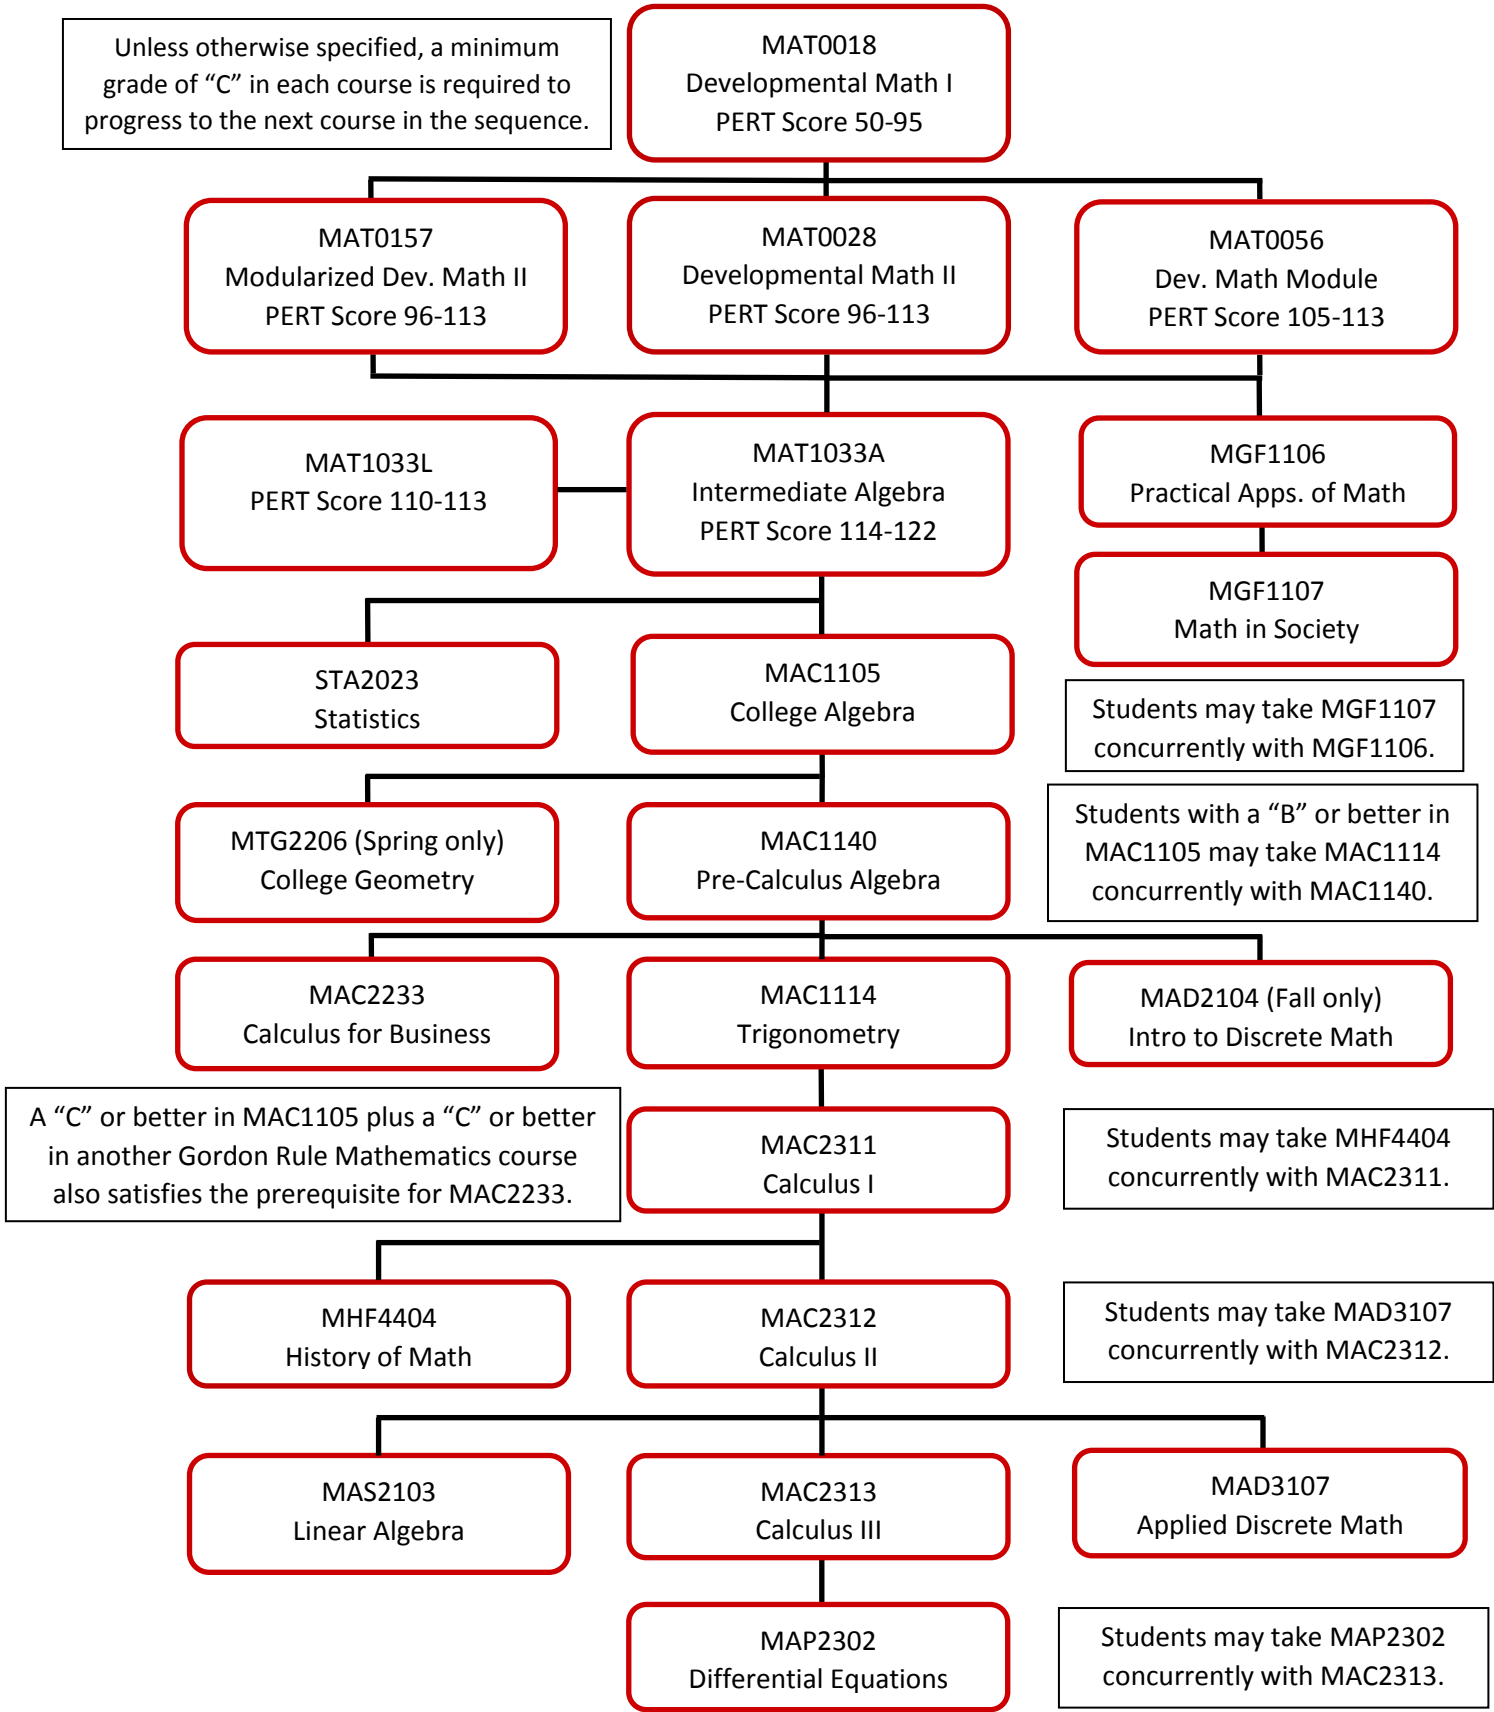 Unless otherwise specified, a minimum
grade of “C” in each course is required to
progress to the next course in the sequence.
MAT0018
Developmental Math I
PERT Score 50-95
MAT0157
Modularized Dev. Math II
PERT Score 96-113
MAT0028
Developmental Math II
PERT Score 96-113
MAT0056
Dev. Math Module
PERT Score 105-113
MAT1033L
PERT Score 110-113
MAT1033A
Intermediate Algebra
PERT Score 114-122
MGF1106
Practical Apps. of Math
MGF1107
Math in Society
STA2023
Statistics
MAC1105
College Algebra
Students may take MGF1107
concurrently with MGF1106.
MTG2206 (Spring only)
College Geometry
MAC1140
Pre-Calculus Algebra
Students with a “B” or better in
MAC1105 may take MAC1114
concurrently with MAC1140.
MAC2233
Calculus for Business
MAC1114
Trigonometry
MAD2104 (Fall only)
Intro to Discrete Math
A “C” or better in MAC1105 plus a “C” or better
in another Gordon Rule Mathematics course
also satisfies the prerequisite for MAC2233.
MAC2311
Calculus I
Students may take MHF4404
concurrently with MAC2311.
MHF4404
History of Math
MAC2312
Calculus II
Students may take MAD3107
concurrently with MAC2312.
MAS2103
Linear Algebra
MAC2313
Calculus III
MAD3107
Applied Discrete Math
MAP2302
Differential Equations
Students may take MAP2302
concurrently with MAC2313.